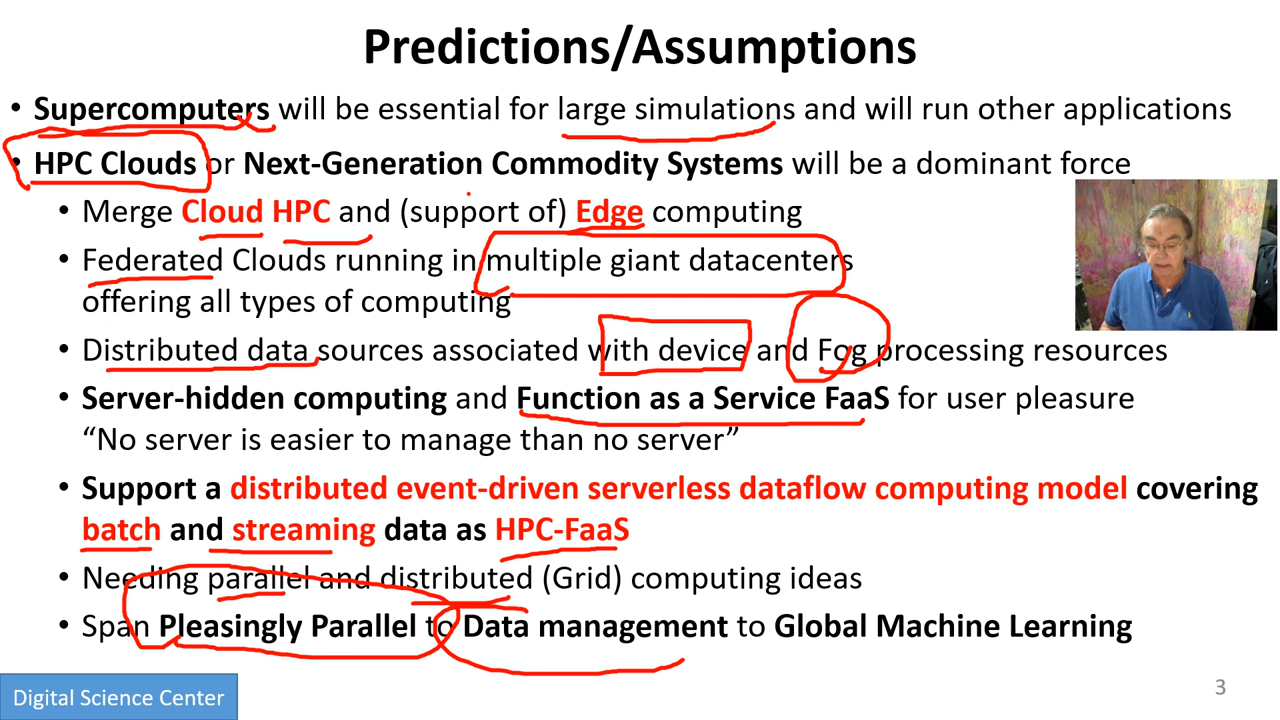 Predictions/Assumptions
• Supercomputers will be essential for large simulations and will run other applications
• HPC Clouds or Next-Generation Commodity Systems will be a dominant force
• Merge Cloud HPC and (support of) Edge computing
• Federated Clouds running in multiple giant datacenters
offering all types of computing
• Distributed data sources associated with device and Fog processing resources
• Server-hidden computing and Function as a Service FaaS for user pleasure
“No server is easier to manage than no server”
• Support a distributed event-driven serverless dataflow computing model covering
batch and streaming data as HPC-FaaS
• Needing parallel and distributed (Grid) computing ideas
• Span Pleasingly Parallel to Data management to Global Machine Learning
Digital Science Center
3